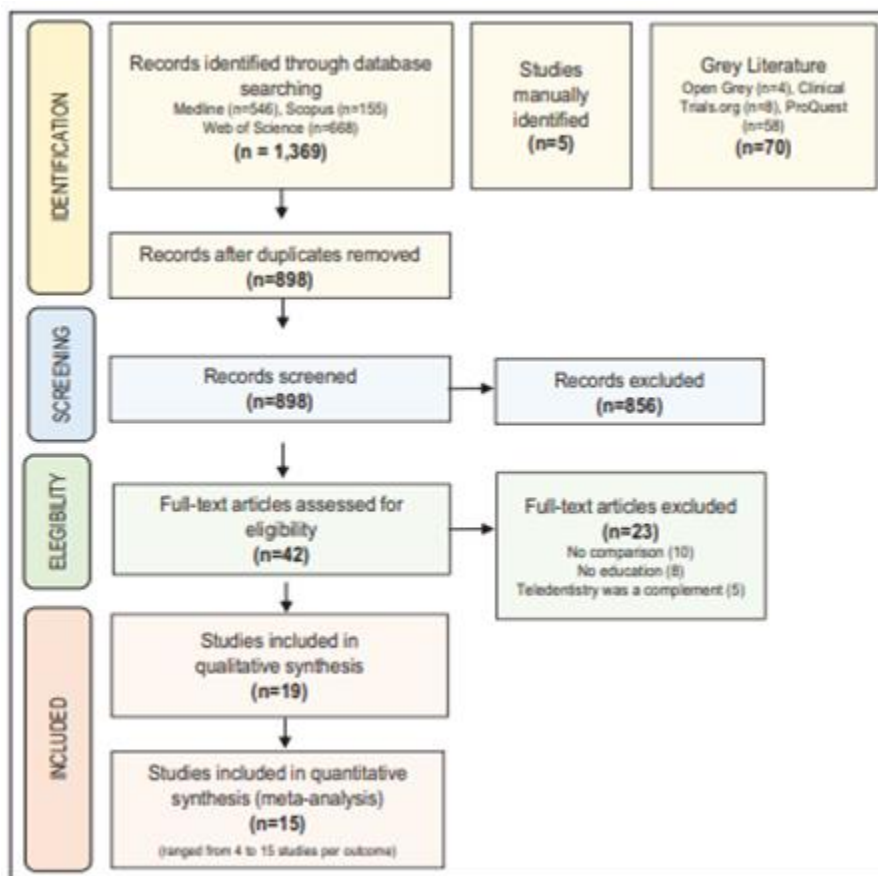 IDENTIFICATION
Records identified through database
searching
Medline (n=546), Scopus (n=155)
Web of Science (n=668)
(n = 1,369)
Studies
manually
identified
(n=5)
Grey Literature
Open Grey (n=4), Clinical
Trials.org (n=8), ProQuest
(n=58)
(n=70)
Records after duplicates removed
(n=898)
SCREENING
Records screened
(n=898)
Records excluded
(n=856)
ELEGIBILITY
Full-text articles assessed for
eligibility
(n=42)
Full-text articles excluded
(n=23)
No comparison (10)
No education (8)
Teledentistry was a complement (5)
INCLUDED
Studies included in
qualitative synthesis
(n=19)
Studies included in quantitative
synthesis (meta-analysis)
(n=15)
(ranged from 4 to 15 studies per outcome)